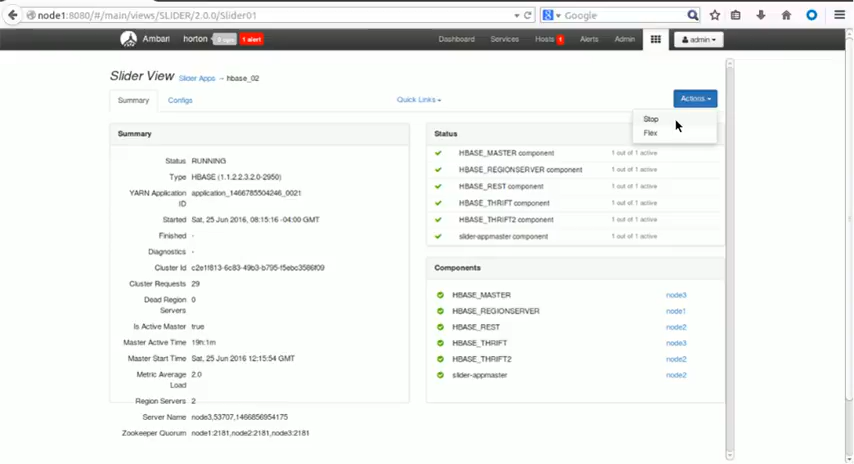 node1:8080/#/main/views/SLIDER/2.0.0/Slider01
Google
Ambari horton 1 alert Dashboard Services Hosts 1 Alerts Admin admin
Slider View Slider Apps → hbase_02
Summary Configs Quick Links Actions
Stop
Flex
Summary
Status RUNNING
Type HBASE (1.1.2.2.3.2.0-2950)
YARN Application ID application_1466785504246_0021
Started Sat, 25 Jun 2016, 08:15:16 -04:00 GMT
Finished -
Diagnostics -
Cluster Id c2e1f813-6c83-49b3-b795-f5ebc3586f09
Cluster Requests 29
Dead Region Servers 0
Is Active Master true
Master Active Time 19h:1m
Master Start Time Sat, 25 Jun 2016 12:15:54 GMT
Metric Average Load 2.0
Region Servers 2
Server Name node3,53707,1466856954175
Zookeeper Quorum node1:2181,node2:2181,node3:2181
Status
HBASE_MASTER component 1 out of 1 active
HBASE_REGIONSERVER component 1 out of 1 active
HBASE_REST component 1 out of 1 active
HBASE_THRIFT component 1 out of 1 active
HBASE_THRIFT2 component 1 out of 1 active
slider-appmaster component 1 out of 1 active
Components
HBASE_MASTER node3
HBASE_REGIONSERVER node1
HBASE_REST node2
HBASE_THRIFT node3
HBASE_THRIFT2 node2
slider-appmaster node2